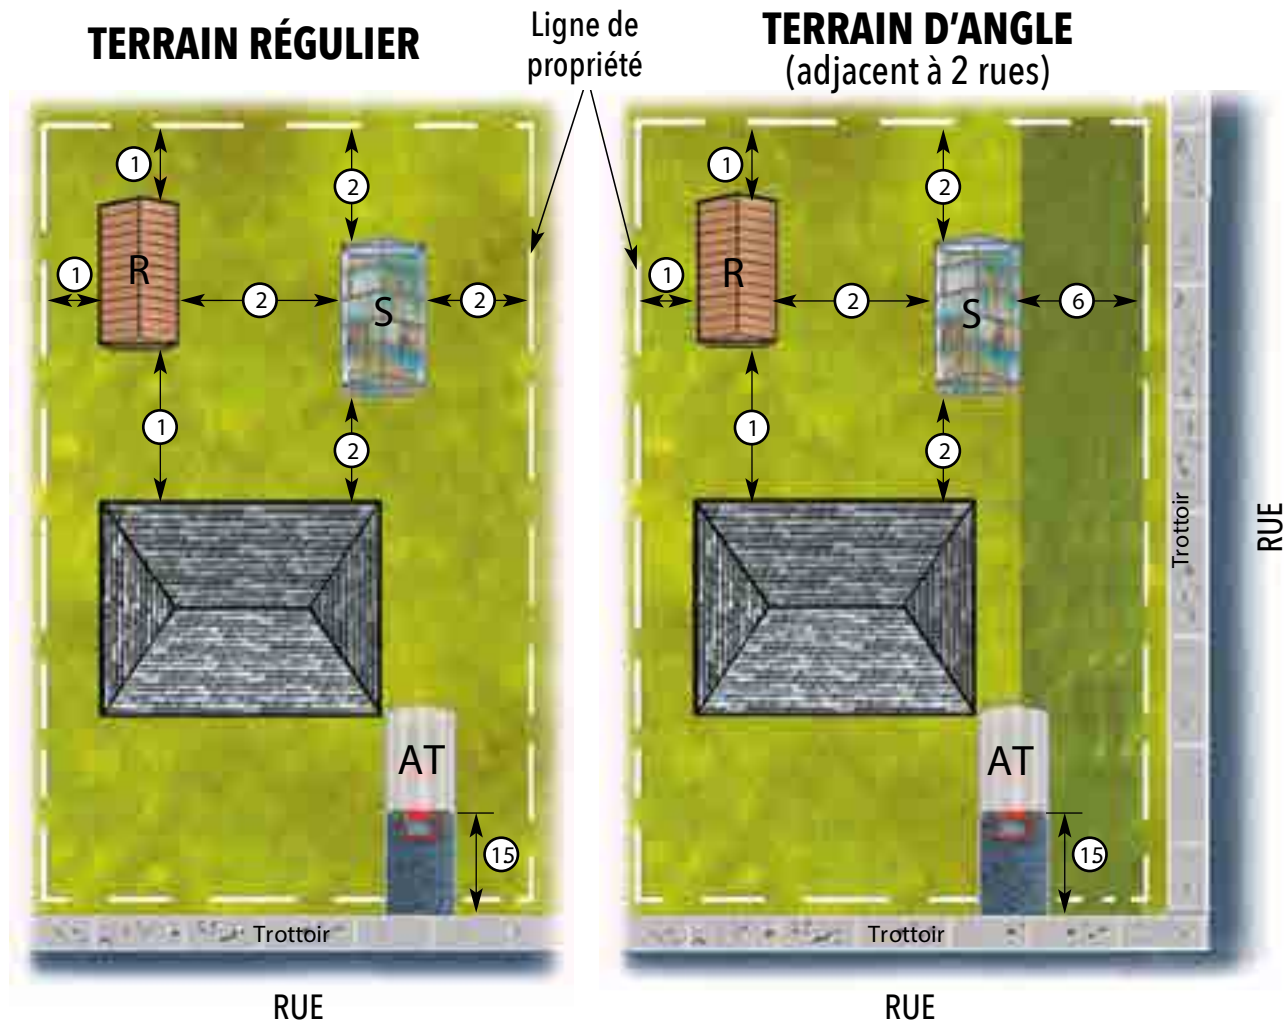 TERRAIN RÉGULIER
Ligne de
propriété
TERRAIN D’ANGLE
(adjacent à 2 rues)
1
2
1
R
2
S
2
1
2
AT
15
Trottoir
RUE
1
2
1
R
2
S
6
1
2
Trottoir
RUE
AT
15
Trottoir
RUE